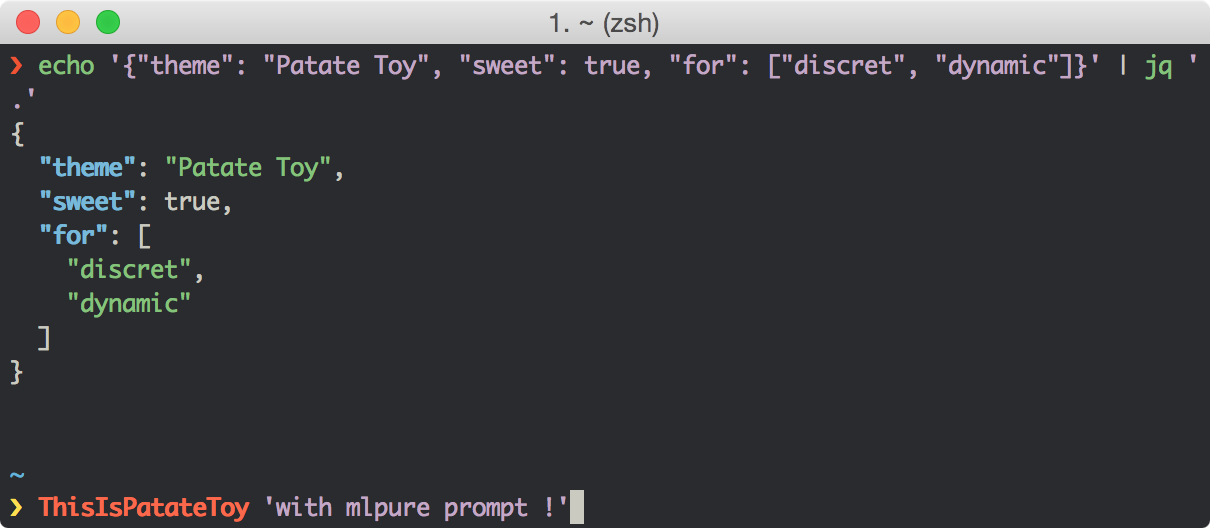 1. ~ (zsh)
❯ echo '{"theme": "Patate Toy", "sweet": true, "for": ["discret", "dynamic"]}' | jq '
.'
{
  "theme": "Patate Toy",
  "sweet": true,
  "for": [
    "discret",
    "dynamic"
  ]
}
~
❯ ThisIsPatateToy 'with mlpure prompt !'